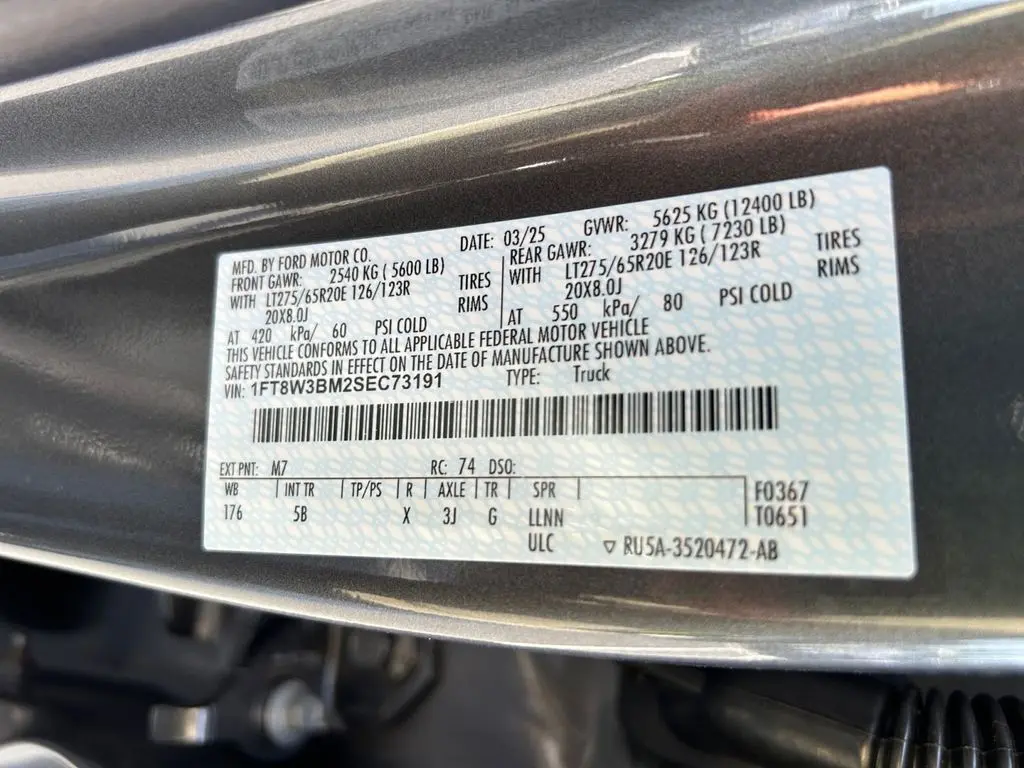 MFD. BY FORD MOTOR CO. DATE: 03/25 GVWR: 5625 KG (12400 LB)
FRONT GAWR: 2540 KG ( 5600 LB) REAR GAWR: 3279 KG ( 7230 LB)
WITH LT275/65R20E 126/123R TIRES WITH LT275/65R20E 126/123R TIRES
20X8.0J RIMS 20X8.0J RIMS
AT 420 kPa/ 60 PSI COLD AT 550 kPa/ 80 PSI COLD
THIS VEHICLE CONFORMS TO ALL APPLICABLE FEDERAL MOTOR VEHICLE
SAFETY STANDARDS IN EFFECT ON THE DATE OF MANUFACTURE SHOWN ABOVE.
VIN: 1FT8W3BM2SEC73191 TYPE: Truck
EXT PNT: M7 RC: 74 DSO:
WB INT TR TP/PS R AXLE TR SPR F0367
176 5B X 3J G LLNN T0651
ULC ▽ RU5A-3520472-AB